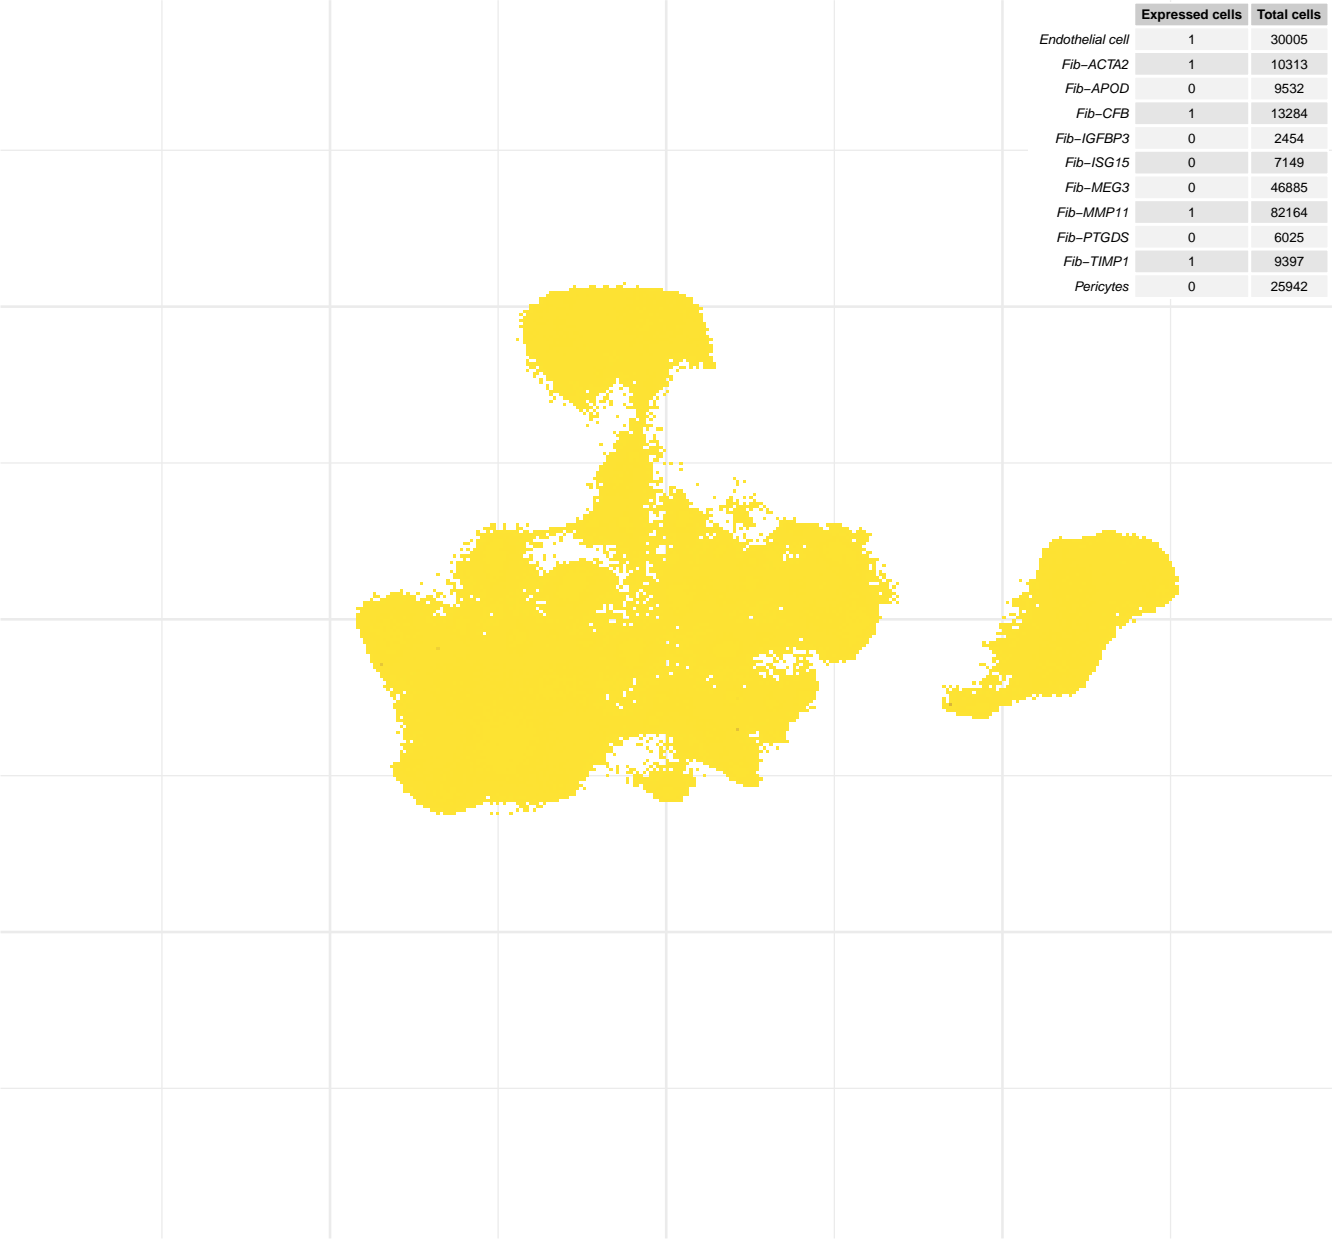 Expressed cells Total cells
Endothelial cell 1 30005
Fib−ACTA2 1 10313
Fib−APOD 0 9532
Fib−CFB 1 13284
Fib−IGFBP3 0 2454
Fib−ISG15 0 7149
Fib−MEG3 0 46885
Fib−MMP11 1 82164
Fib−PTGDS 0 6025
Fib−TIMP1 1 9397
Pericytes 0 25942